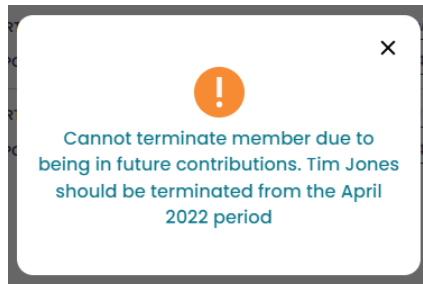 Cannot terminate member due to
being in future contributions. Tim Jones
should be terminated from the April
2022 period